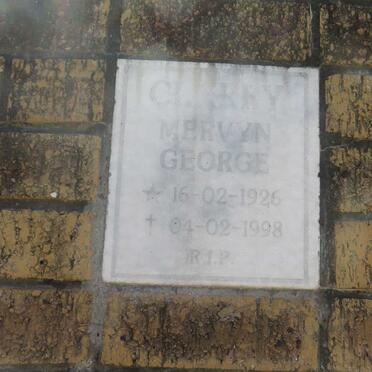 MERVYN
GEORGE
☆ 16-02-1926
† 04-02-1998
R.I.P.